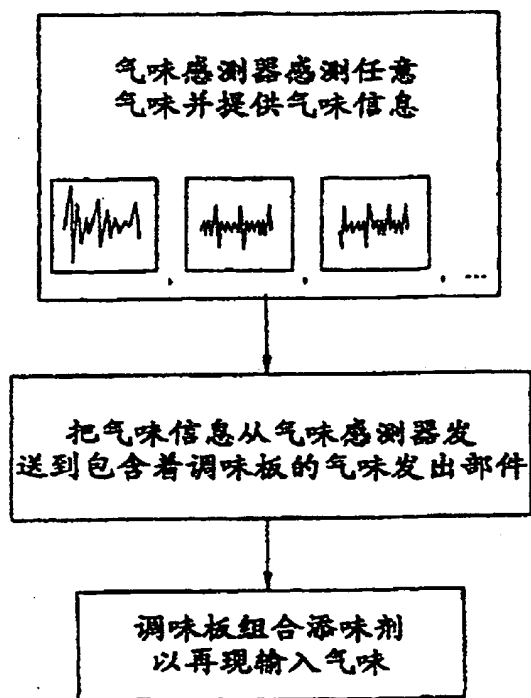 气味感测器感测任意
气味并提供气味信息
, , , ...
把气味信息从气味感测器发
送到包含着调味板的气味发出部件
调味板组合添味剂
以再现输入气味